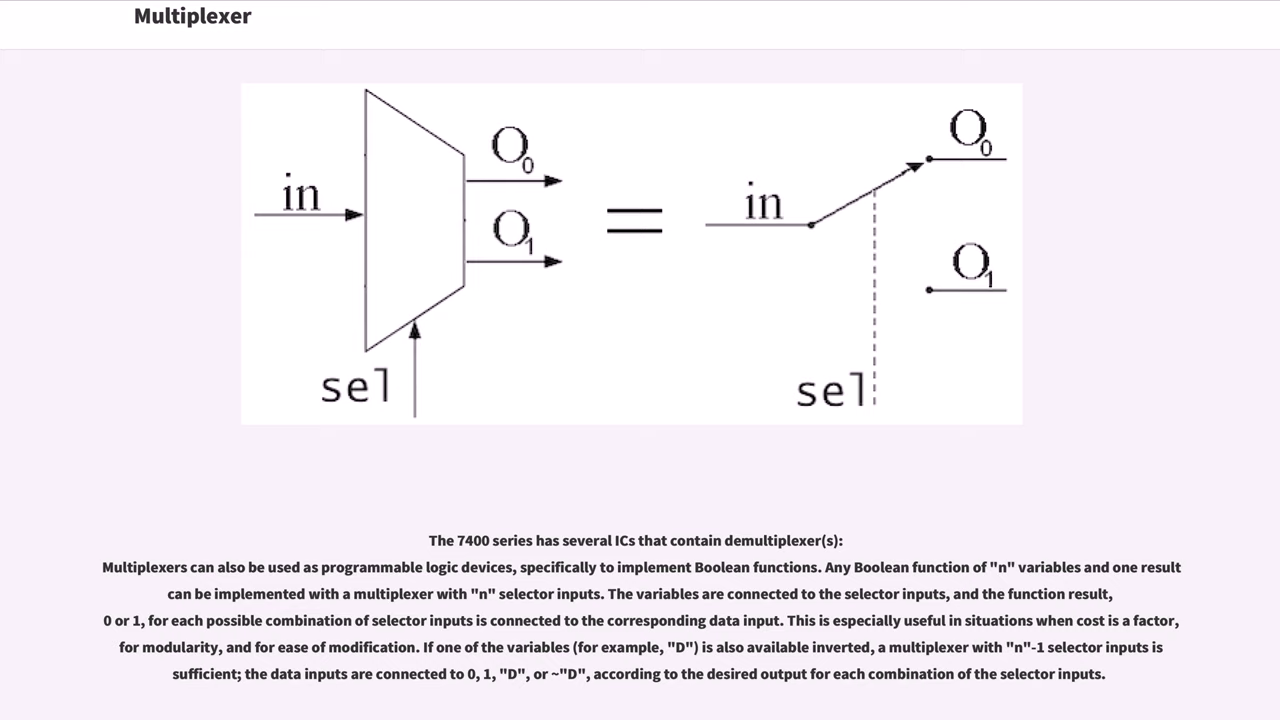 Multiplexer
in
O0
O1
sel
=
in
O0
O1
sel
The 7400 series has several ICs that contain demultiplexer(s):
Multiplexers can also be used as programmable logic devices, specifically to implement Boolean functions. Any Boolean function of "n" variables and one result
can be implemented with a multiplexer with "n" selector inputs. The variables are connected to the selector inputs, and the function result,
0 or 1, for each possible combination of selector inputs is connected to the corresponding data input. This is especially useful in situations when cost is a factor,
for modularity, and for ease of modification. If one of the variables (for example, "D") is also available inverted, a multiplexer with "n"-1 selector inputs is
sufficient; the data inputs are connected to 0, 1, "D", or ~"D", according to the desired output for each combination of the selector inputs.